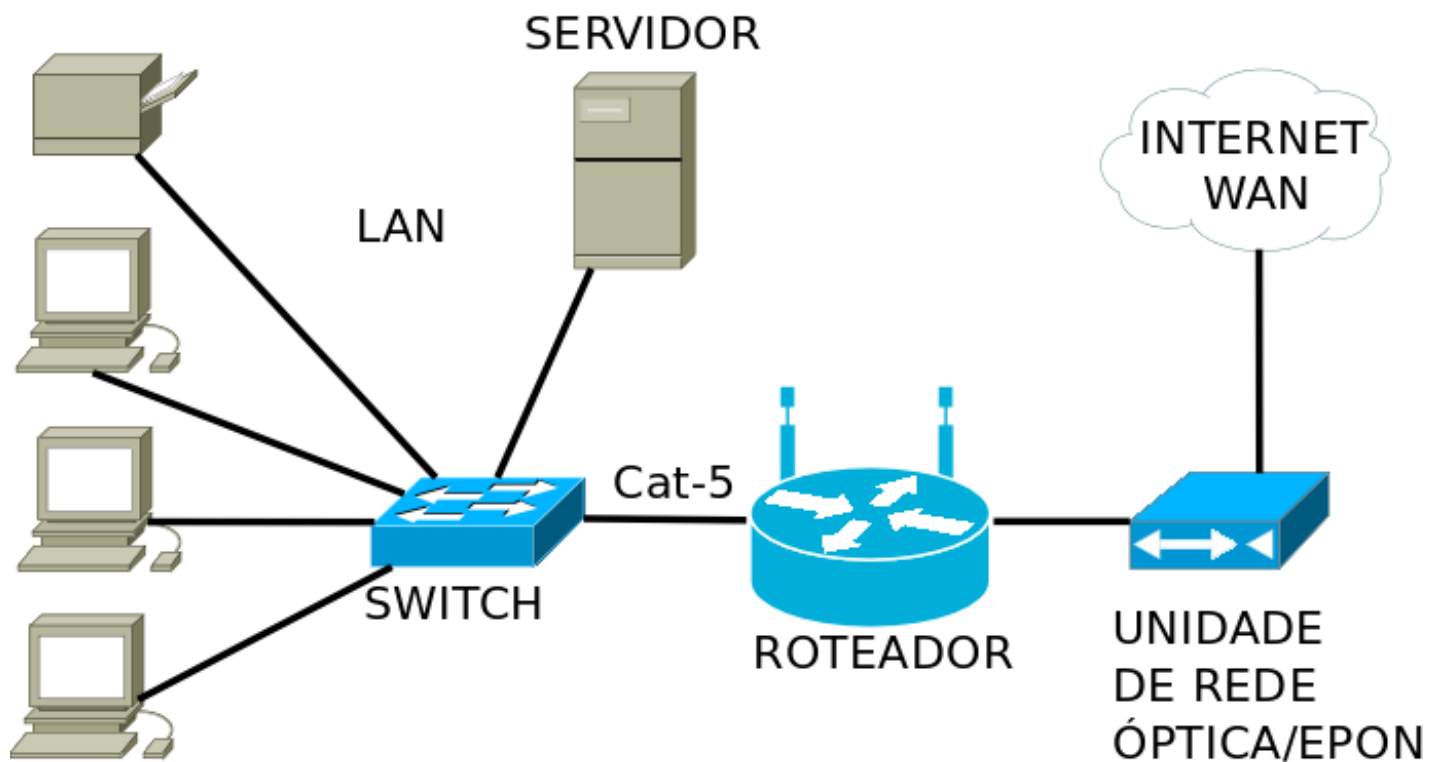 SERVIDOR
INTERNET
WAN
LAN
Cat-5
SWITCH
ROTEADOR
UNIDADE
DE REDE
ÓPTICA/EPON